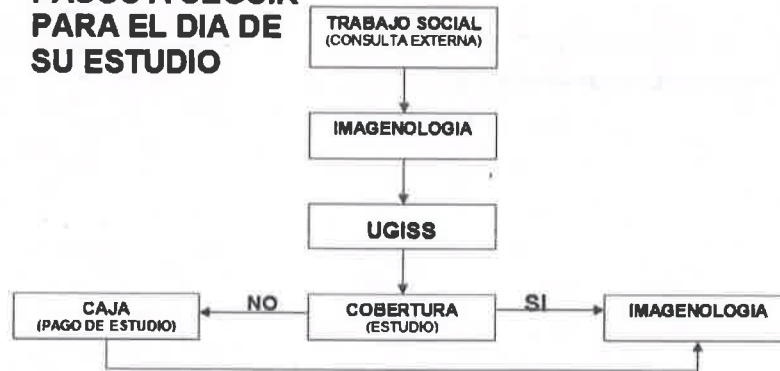 PARA EL DIA DE
SU ESTUDIO
TRABAJO SOCIAL
(CONSULTA EXTERNA)
IMAGENOLOGIA
UGISS
CAJA
(PAGO DE ESTUDIO)
NO
COBERTURA
(ESTUDIO)
SI
IMAGENOLOGIA